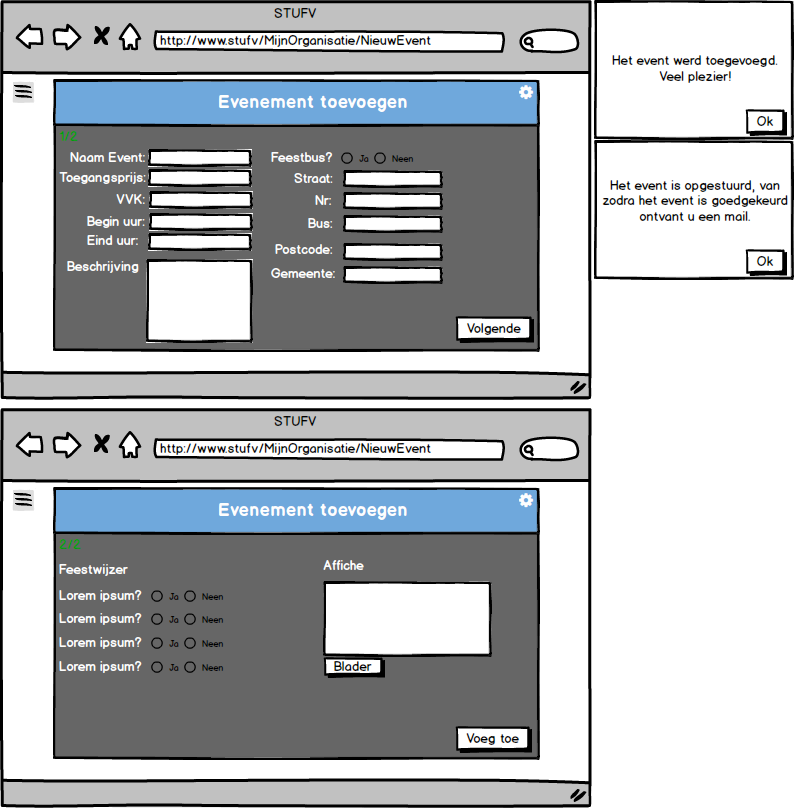 STUFV
http://www.stufv/MijnOrganisatie/NieuwEvent
Evenement toevoegen
1/2
Naam Event:
Toegangsprijs:
VVK:
Begin uur:
Eind uur:
Beschrijving
Feestbus? Ja Neen
Straat:
Nr:
Bus:
Postcode:
Gemeente:
Volgende
Het event werd toegevoegd.
Veel plezier!
Ok
Het event is opgestuurd, van
zodra het event is goedgekeurd
ontvant u een mail.
Ok
STUFV
http://www.stufv/MijnOrganisatie/NieuwEvent
Evenement toevoegen
2/2
Feestwijzer
Lorem ipsum? Ja Neen
Lorem ipsum? Ja Neen
Lorem ipsum? Ja Neen
Lorem ipsum? Ja Neen
Affiche
Blader
Voeg toe